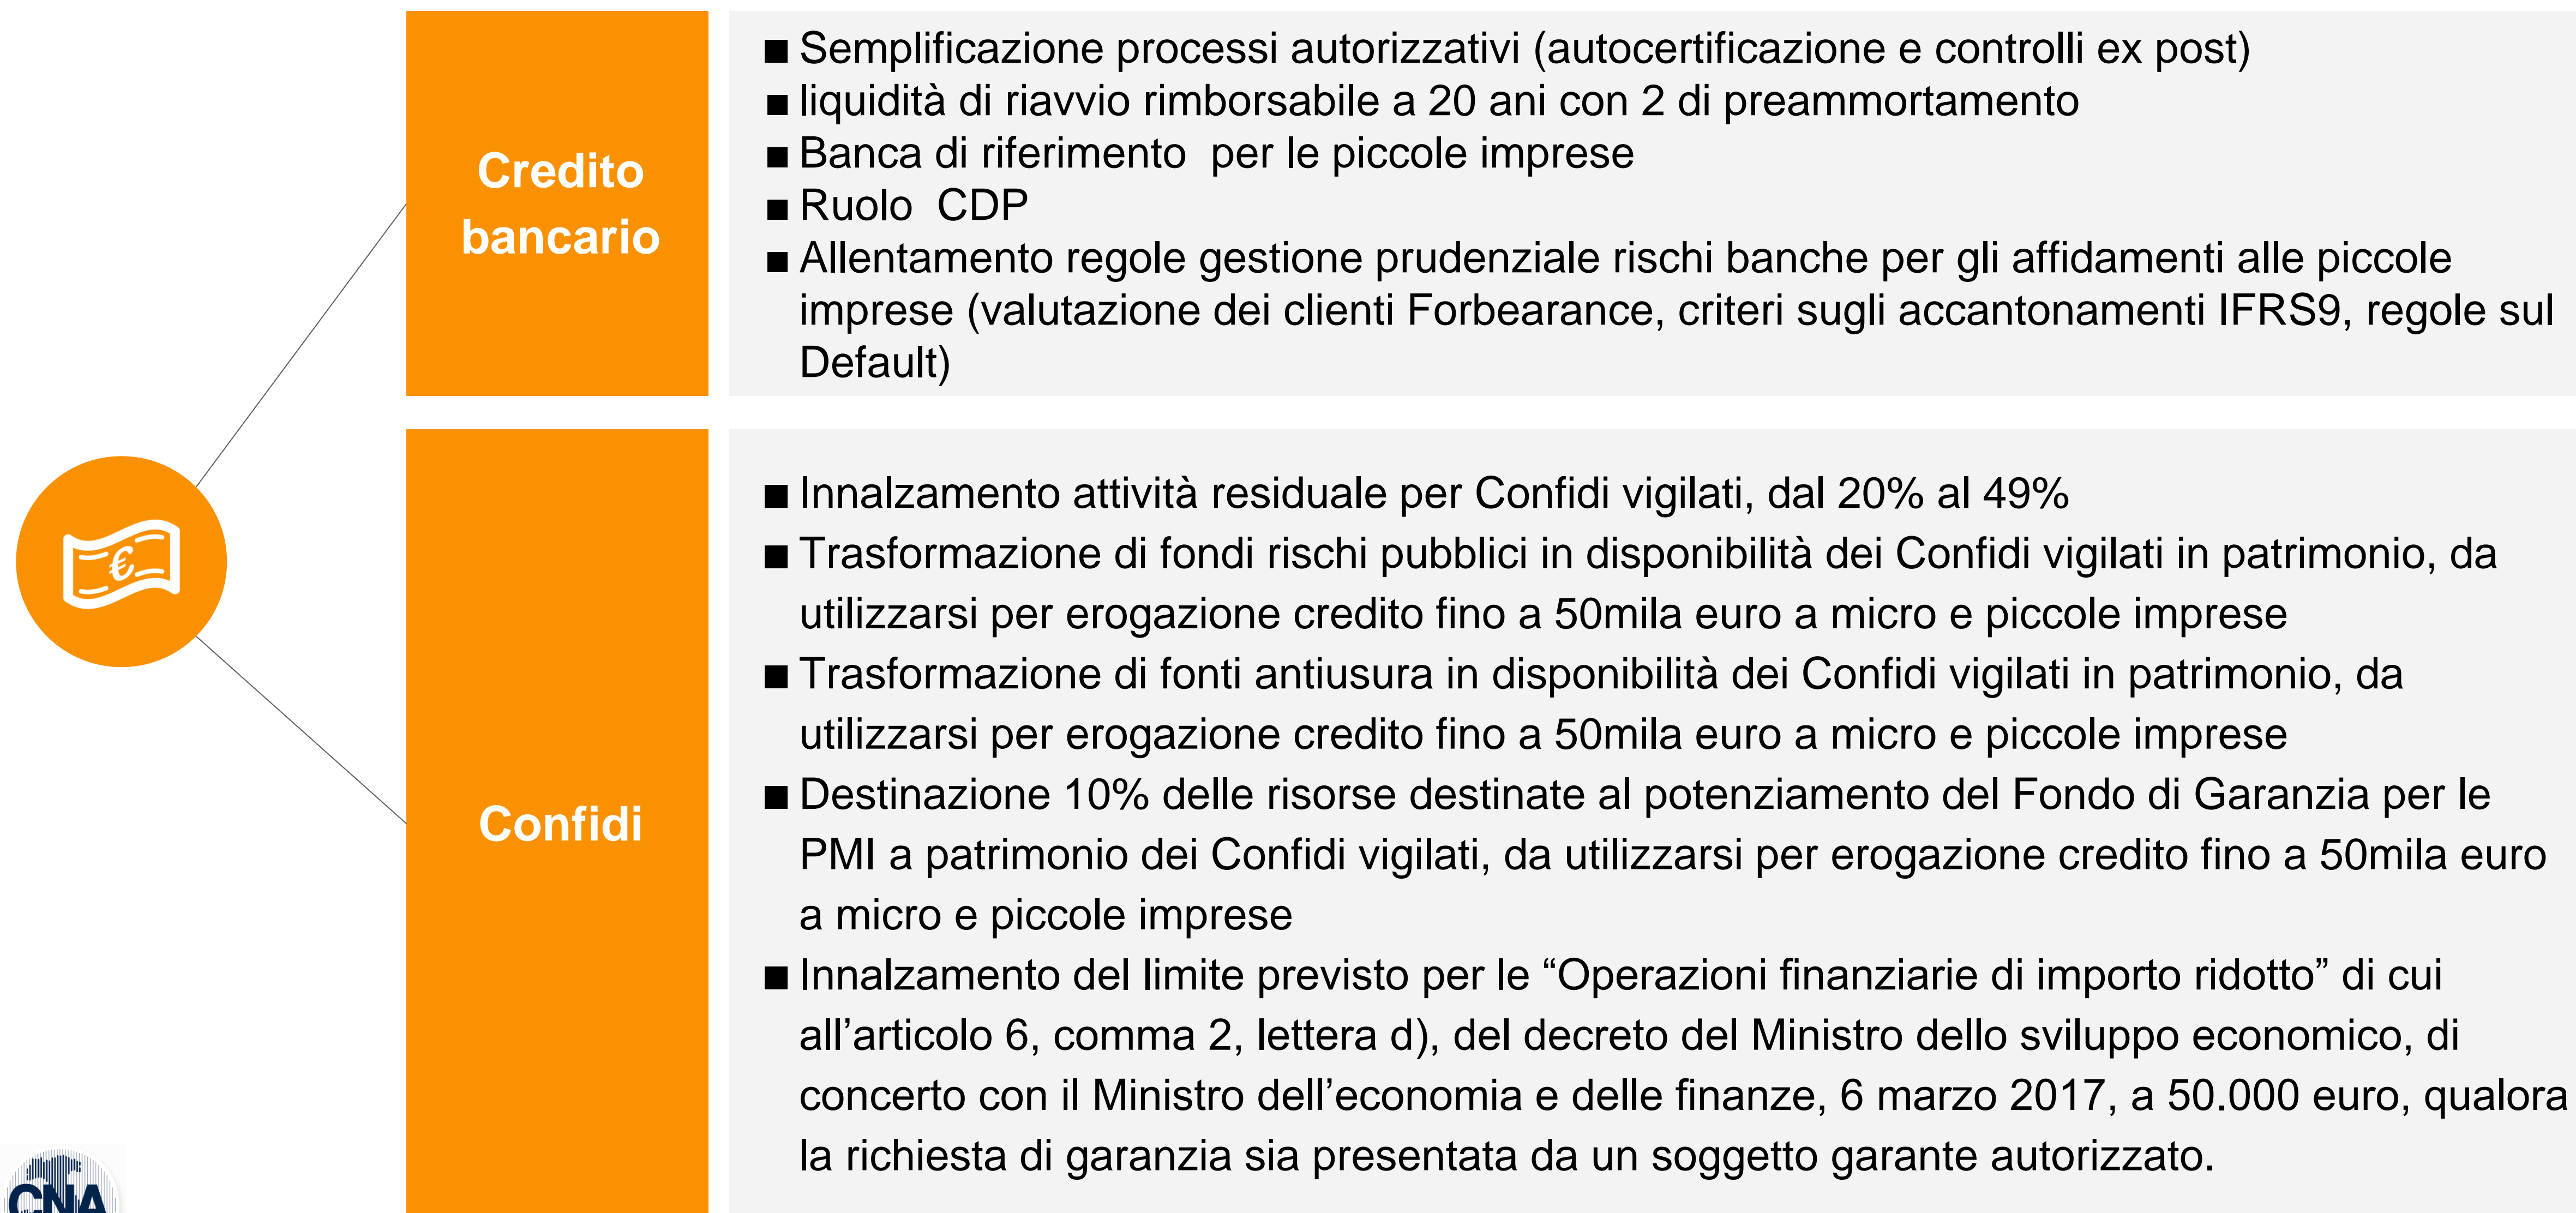 Credito
bancario
■ Semplificazione processi autorizzativi (autocertificazione e controlli ex post)
■ liquidità di riavvio rimborsabile a 20 ani con 2 di preammortamento
■ Banca di riferimento  per le piccole imprese
■ Ruolo  CDP
■ Allentamento regole gestione prudenziale rischi banche per gli affidamenti alle piccole
imprese (valutazione dei clienti Forbearance, criteri sugli accantonamenti IFRS9, regole sul
Default)
€
Confidi
■ Innalzamento attività residuale per Confidi vigilati, dal 20% al 49%
■ Trasformazione di fondi rischi pubblici in disponibilità dei Confidi vigilati in patrimonio, da
utilizzarsi per erogazione credito fino a 50mila euro a micro e piccole imprese
■ Trasformazione di fonti antiusura in disponibilità dei Confidi vigilati in patrimonio, da
utilizzarsi per erogazione credito fino a 50mila euro a micro e piccole imprese
■ Destinazione 10% delle risorse destinate al potenziamento del Fondo di Garanzia per le
PMI a patrimonio dei Confidi vigilati, da utilizzarsi per erogazione credito fino a 50mila euro
a micro e piccole imprese
■ Innalzamento del limite previsto per le “Operazioni finanziarie di importo ridotto” di cui
all’articolo 6, comma 2, lettera d), del decreto del Ministro dello sviluppo economico, di
concerto con il Ministro dell’economia e delle finanze, 6 marzo 2017, a 50.000 euro, qualora
la richiesta di garanzia sia presentata da un soggetto garante autorizzato.
CNA